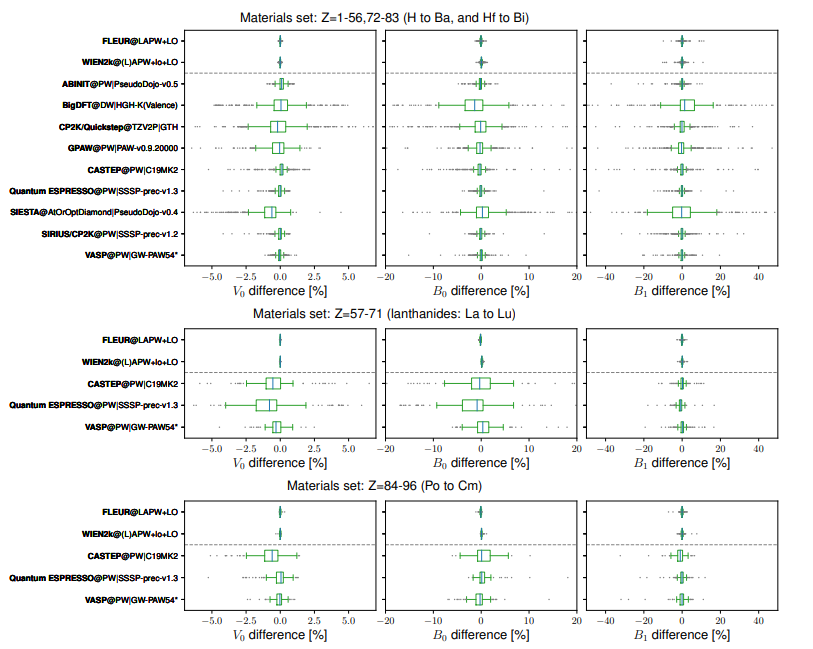 Materials set: Z=1-56,72-83 (H to Ba, and Hf to Bi)
FLEUR@LAPW+LO
WIEN2k@(L)APW+lo+LO
ABINIT@PW|PseudoDojo-v0.5
BigDFT@DW|HGH-K(Valence)
CP2K/Quickstep@TZV2P|GTH
GPAW@PW|PAW-v0.9.20000
CASTEP@PW|C19MK2
Quantum ESPRESSO@PW|SSSP-prec-v1.3
SIESTA@AtOrOptDiamond|PseudoDojo-v0.4
SIRIUS/CP2K@PW|SSSP-prec-v1.2
VASP@PW|GW-PAW54*
−5.0 −2.5 0.0 2.5 5.0 −20 −10 0 10 20 −40 −20 0 20 40
V₀ difference [%] B₀ difference [%] B₁ difference [%]
Materials set: Z=57-71 (lanthanides: La to Lu)
FLEUR@LAPW+LO
WIEN2k@(L)APW+lo+LO
CASTEP@PW|C19MK2
Quantum ESPRESSO@PW|SSSP-prec-v1.3
VASP@PW|GW-PAW54*
−5.0 −2.5 0.0 2.5 5.0 −20 −10 0 10 20 −40 −20 0 20 40
V₀ difference [%] B₀ difference [%] B₁ difference [%]
Materials set: Z=84-96 (Po to Cm)
FLEUR@LAPW+LO
WIEN2k@(L)APW+lo+LO
CASTEP@PW|C19MK2
Quantum ESPRESSO@PW|SSSP-prec-v1.3
VASP@PW|GW-PAW54*
−5.0 −2.5 0.0 2.5 5.0 −20 −10 0 10 20 −40 −20 0 20 40
V₀ difference [%] B₀ difference [%] B₁ difference [%]